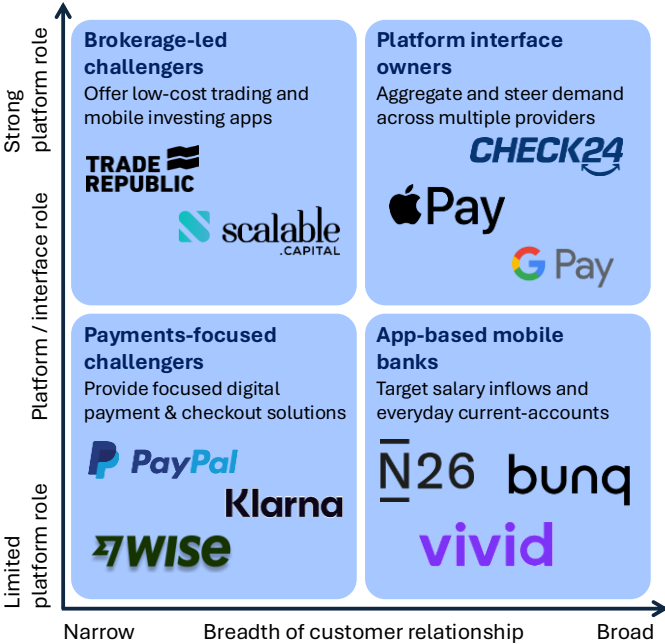 Strong
platform role
Platform / interface role
Limited
platform role
Brokerage-led
challengers
Offer low-cost trading and
mobile investing apps
TRADE
REPUBLIC
scalable
.CAPITAL
Platform interface
owners
Aggregate and steer demand
across multiple providers
CHECK24
Pay
G Pay
Payments-focused
challengers
Provide focused digital
payment & checkout solutions
PayPal
Klarna
WISE
App-based mobile
banks
Target salary inflows and
everyday current-accounts
N26
bunq
vivid
Narrow
Breadth of customer relationship
Broad